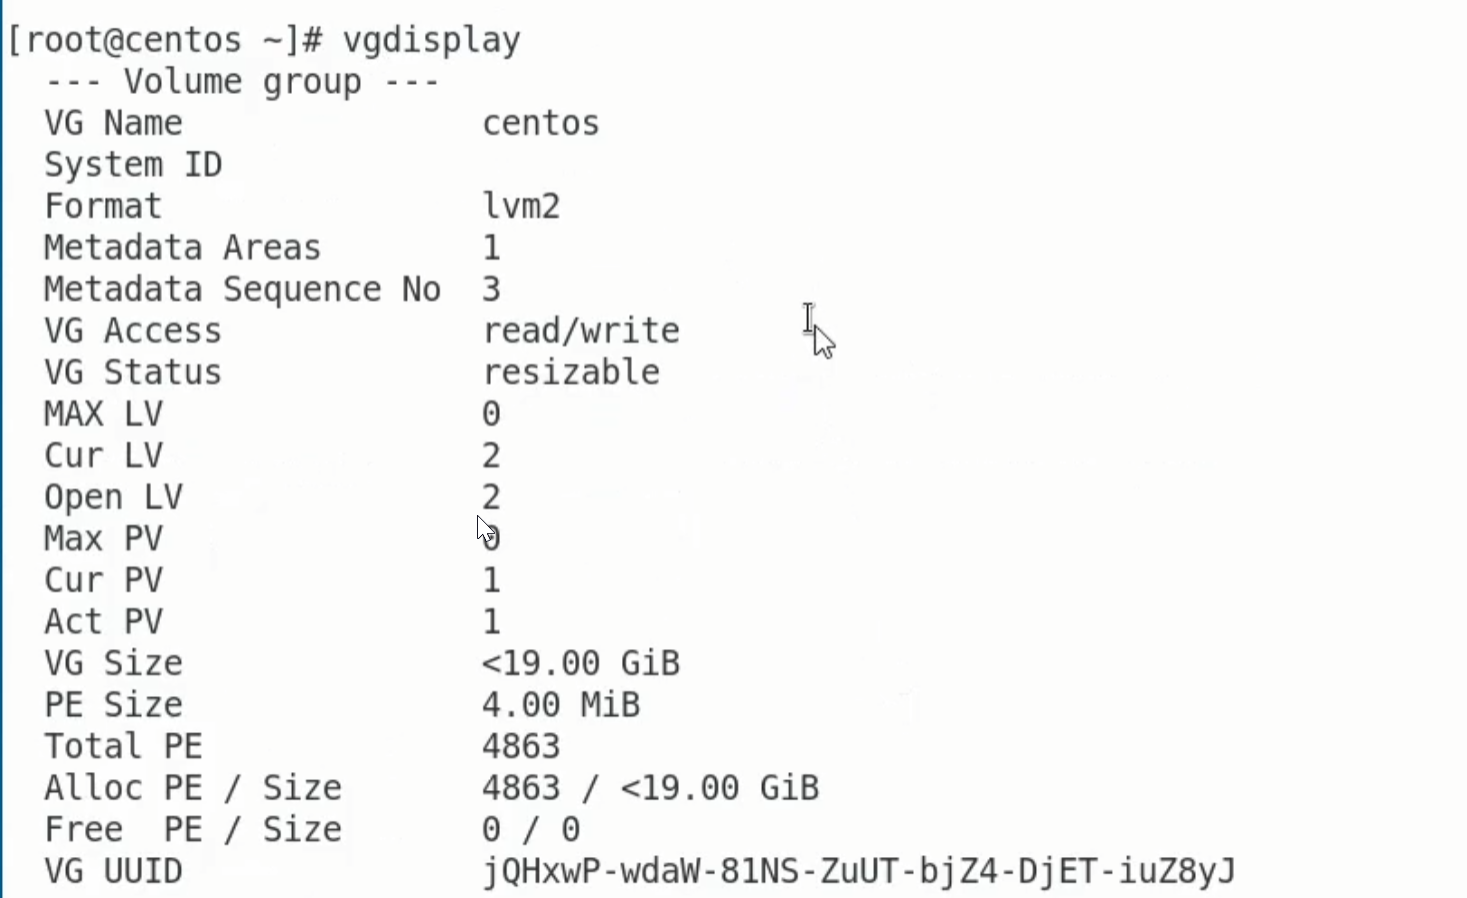 [root@centos ~]# vgdisplay
  --- Volume group ---
  VG Name               centos
  System ID
  Format                lvm2
  Metadata Areas        1
  Metadata Sequence No  3
  VG Access             read/write
  VG Status             resizable
  MAX LV                0
  Cur LV                2
  Open LV               2
  Max PV                0
  Cur PV                1
  Act PV                1
  VG Size               <19.00 GiB
  PE Size               4.00 MiB
  Total PE              4863
  Alloc PE / Size       4863 / <19.00 GiB
  Free  PE / Size       0 / 0
  VG UUID               jQHxwP-wdaW-81NS-ZuUT-bjZ4-DjET-iuZ8yJ